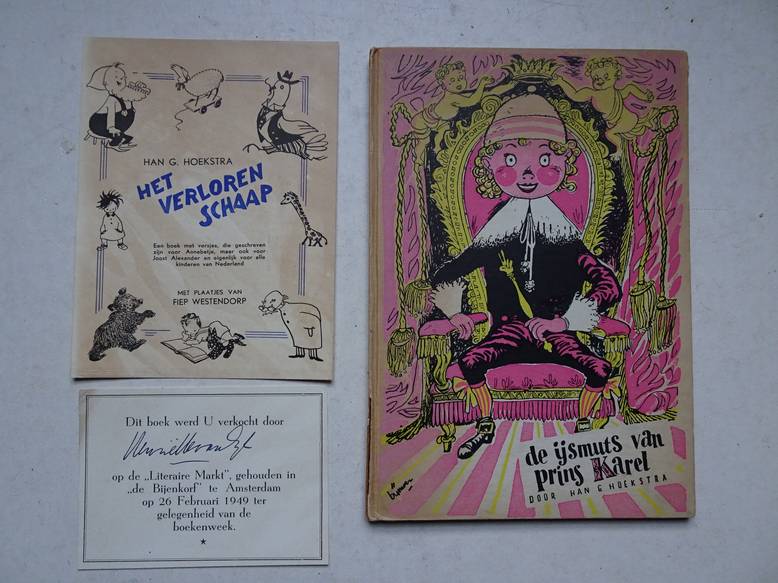 HAN G. HOEKSTRA
HET
VERLOREN
SCHAAP
Een boek met versjes, die geschreven
zijn voor Annebetje, maar ook voor
Joost Alexander en eigenlijk voor alle
kinderen van Nederland
MET PLAATJES VAN
FIEP WESTENDORP
Dit boek werd U verkocht door
op de „Literaire Markt”, gehouden in
„de Bijenkorf” te Amsterdam
op 26 Februari 1949 ter
gelegenheid van de
boekenweek.
de ijsmuts van
prins Karel
DOOR HAN G HOEKSTRA